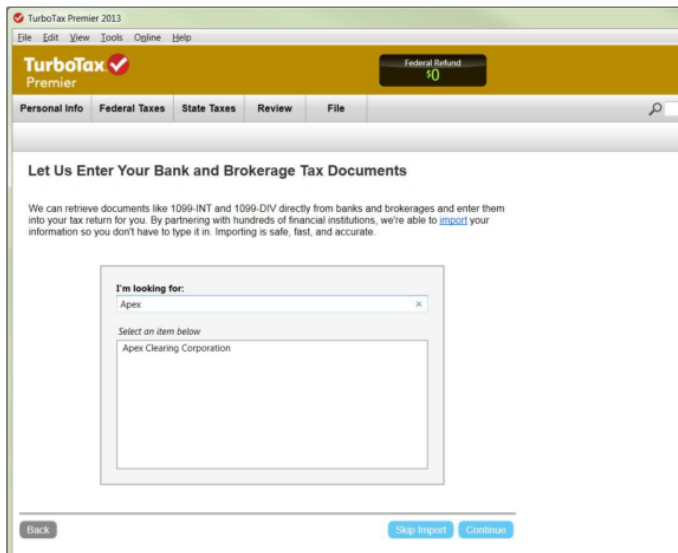 TurboTax Premier 2013
File Edit View Tools Online Help
TurboTax
Premier
Federal Refund
$0
Personal Info Federal Taxes State Taxes Review File
Let Us Enter Your Bank and Brokerage Tax Documents
We can retrieve documents like 1099-INT and 1099-DIV directly from banks and brokerages and enter them
into your tax return for you. By partnering with hundreds of financial institutions, we're able to import your
information so you don't have to type it in. Importing is safe, fast, and accurate.
I'm looking for:
Apex
Select an item below
Apex Clearing Corporation
Back Skip Import Continue